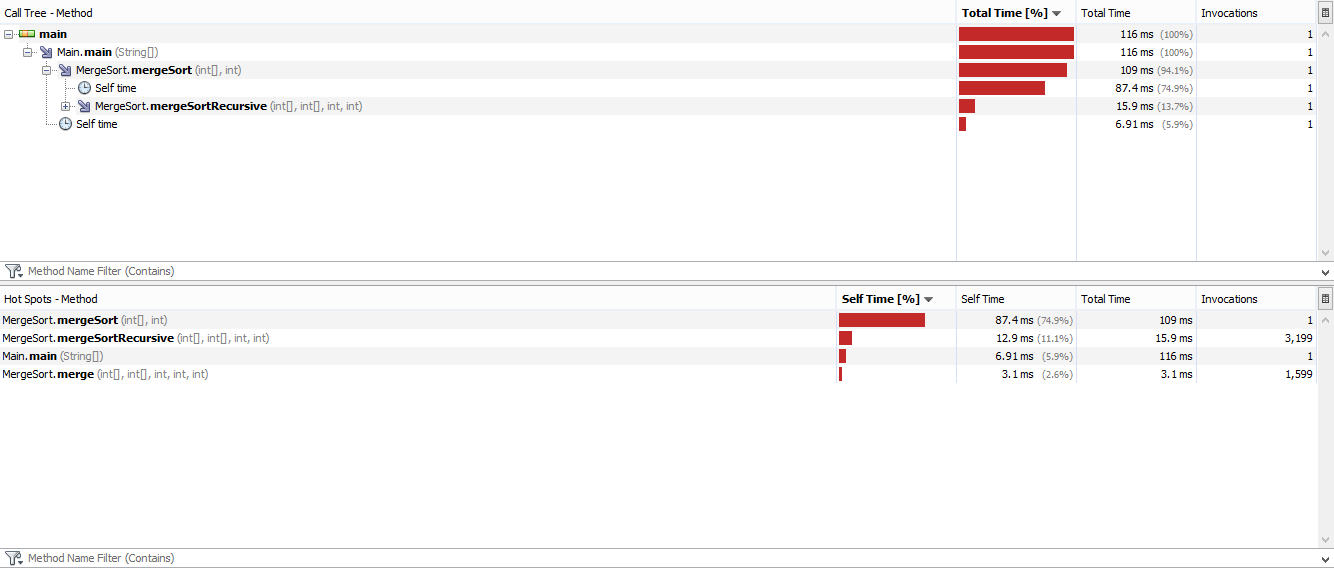 Call Tree - Method Total Time [%] Total Time Invocations
main 116 ms (100%) 1
Main.main (String[]) 116 ms (100%) 1
MergeSort.mergeSort (int[], int) 109 ms (94.1%) 1
Self time 87.4 ms (74.9%) 1
MergeSort.mergeSortRecursive (int[], int[], int, int) 15.9 ms (13.7%) 1
Self time 6.91 ms (5.9%) 1
Method Name Filter (Contains)
Hot Spots - Method Self Time [%] Self Time Total Time Invocations
MergeSort.mergeSort (int[], int) 87.4 ms (74.9%) 109 ms 1
MergeSort.mergeSortRecursive (int[], int[], int, int) 12.9 ms (11.1%) 15.9 ms 3,199
Main.main (String[]) 6.91 ms (5.9%) 116 ms 1
MergeSort.merge (int[], int[], int, int, int) 3.1 ms (2.6%) 3.1 ms 1,599
Method Name Filter (Contains)